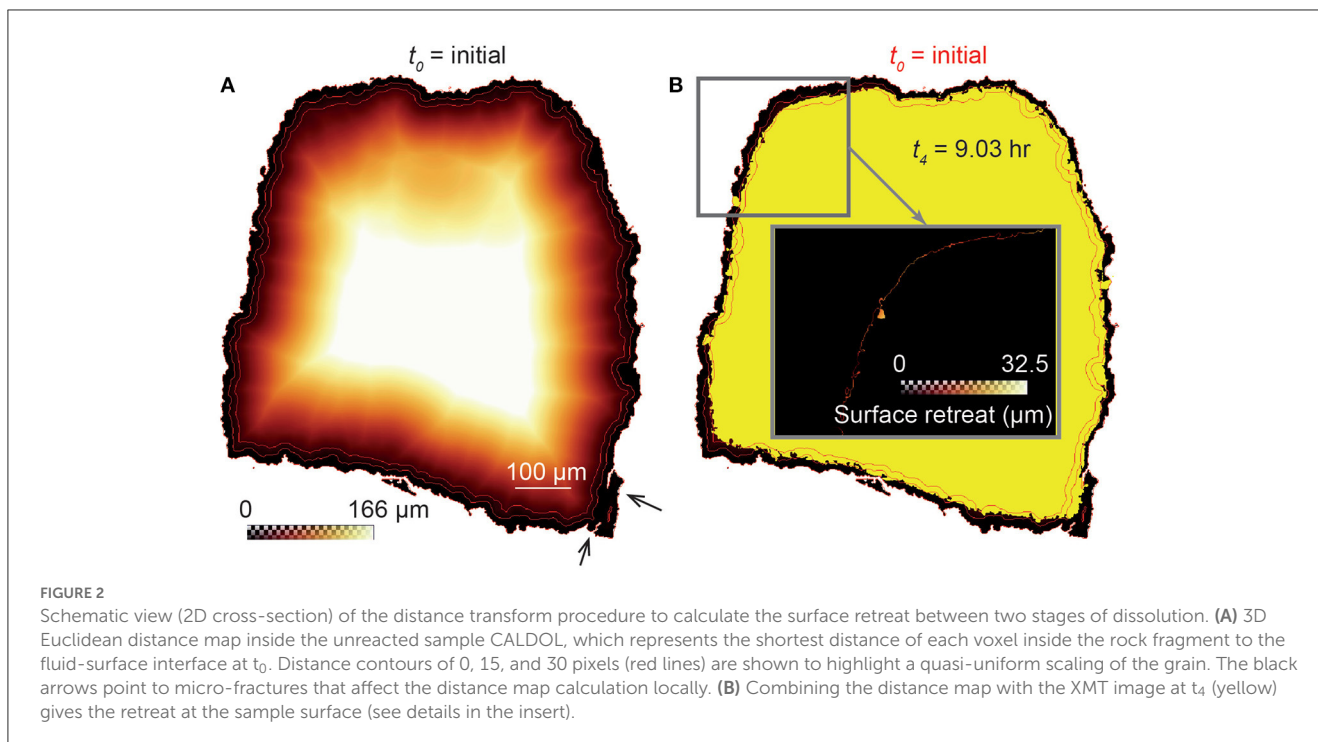 t0 = initial
A
100 µm
0
166 µm
t0 = initial
B
t4 = 9.03 hr
0
32.5
Surface retreat (µm)
FIGURE 2
Schematic view (2D cross-section) of the distance transform procedure to calculate the surface retreat between two stages of dissolution. (A) 3D
Euclidean distance map inside the unreacted sample CALDOL, which represents the shortest distance of each voxel inside the rock fragment to the
fluid-surface interface at t0. Distance contours of 0, 15, and 30 pixels (red lines) are shown to highlight a quasi-uniform scaling of the grain. The black
arrows point to micro-fractures that affect the distance map calculation locally. (B) Combining the distance map with the XMT image at t4 (yellow)
gives the retreat at the sample surface (see details in the insert).